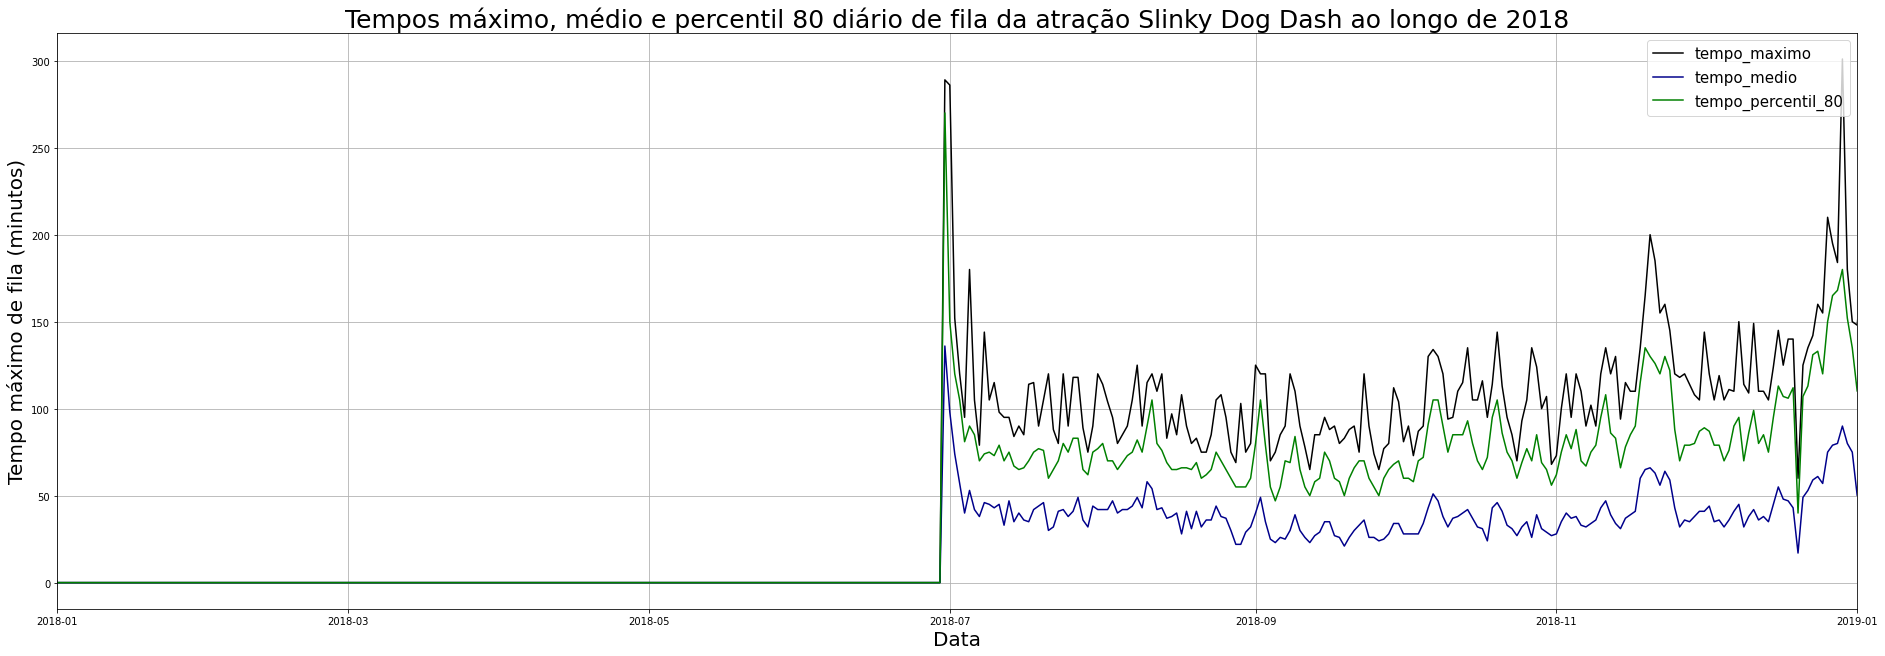 Tempos máximo, médio e percentil 80 diário de fila da atração Slinky Dog Dash ao longo de 2018
tempo_maximo
tempo_medio
tempo_percentil_80
Tempo máximo de fila (minutos)
300
250
200
150
100
50
0
2018-01 2018-03 2018-05 2018-07 2018-09 2018-11 2019-01
Data